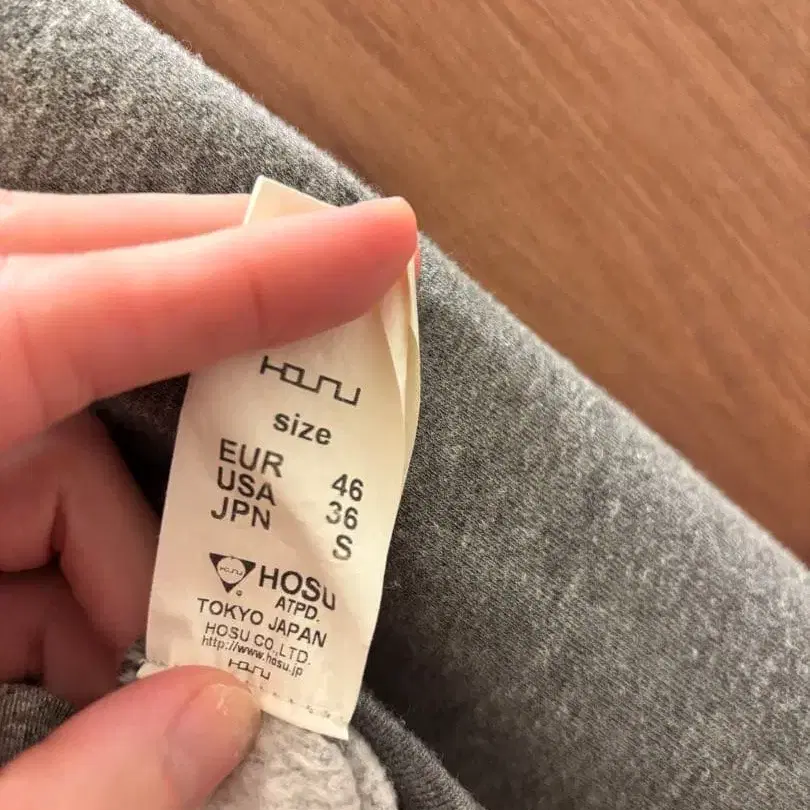 HOSU
size
EUR 46
USA 36
JPN S
HOSU
HOSU
ATPD.
TOKYO JAPAN
HOSU CO.,LTD.
http://www.hosu.jp
HOSU